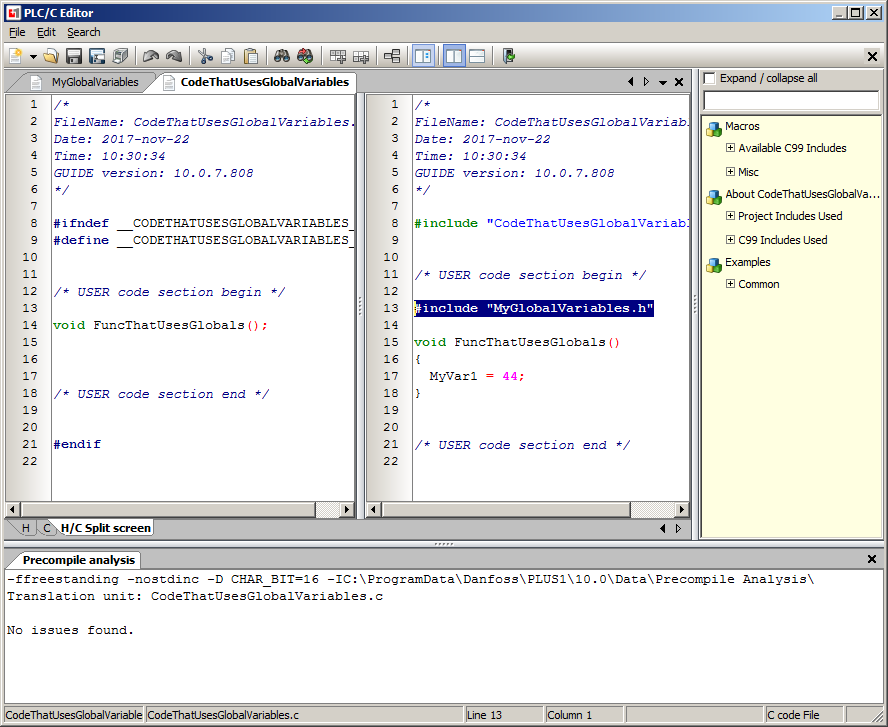 PLC/C Editor
File Edit Search
MyGlobalVariables CodeThatUsesGlobalVariables
1 /*
2 FileName: CodeThatUsesGlobalVariables.
3 Date: 2017-nov-22
4 Time: 10:30:34
5 GUIDE version: 10.0.7.808
6 */
7
8 #ifndef __CODETHATUSESGLOBALVARIABLES_
9 #define __CODETHATUSESGLOBALVARIABLES_
10
11
12 /* USER code section begin */
13
14 void FuncThatUsesGlobals();
15
16
17
18 /* USER code section end */
19
20
21 #endif
22
1 /*
2 FileName: CodeThatUsesGlobalVariab
3 Date: 2017-nov-22
4 Time: 10:30:34
5 GUIDE version: 10.0.7.808
6 */
7
8 #include "CodeThatUsesGlobalVariabl
9
10
11 /* USER code section begin */
12
13 #include "MyGlobalVariables.h"
14
15 void FuncThatUsesGlobals()
16 {
17 MyVar1 = 44;
18 }
19
20
21 /* USER code section end */
22
H C H/C Split screen
Expand / collapse all
Macros
Available C99 Includes
Misc
About CodeThatUsesGlobalVa...
Project Includes Used
C99 Includes Used
Examples
Common
Precompile analysis
-ffreestanding -nostdinc -D CHAR_BIT=16 -IC:\ProgramData\Danfoss\PLUS1\10.0\Data\Precompile Analysis\
Translation unit: CodeThatUsesGlobalVariables.c
No issues found.
CodeThatUsesGlobalVariable CodeThatUsesGlobalVariables.c Line 13 Column 1 C code File